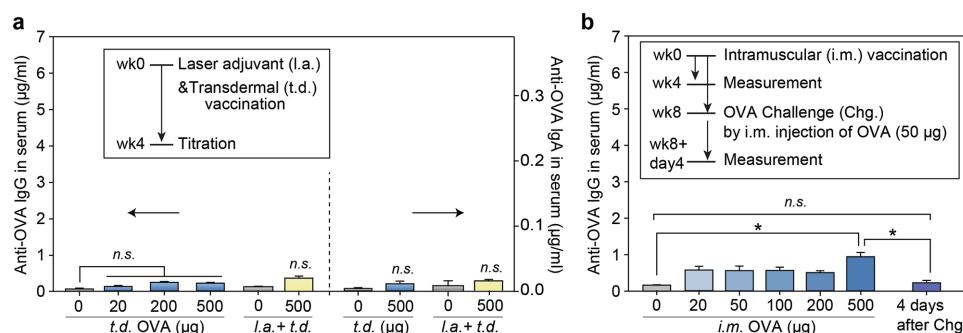 a
Anti-OVA IgG in serum (µg/ml)
7
6
5
4
3
2
1
0
wk0
Laser adjuvant (l.a.)
&Transdermal (t.d.)
vaccination
wk4
Titration
n.s.
n.s.
n.s.
n.s.
0 20 200 500 0 500 0 500 0 500
t.d. OVA (µg) l.a.+ t.d. t.d. (µg) l.a.+ t.d.
0.3
0.2
0.1
0.0
Anti-OVA IgA in serum (µg/ml)
b
Anti-OVA IgG in serum (µg/ml)
7
6
5
4
3
2
1
0
wk0 Intramuscular (i.m.) vaccination
wk4 Measurement
wk8 OVA Challenge (Chg.)
by i.m. injection of OVA (50 µg)
wk8+
day4 Measurement
n.s.
*
*
0 20 50 100 200 500
i.m. OVA (µg)
4 days
after Chg.